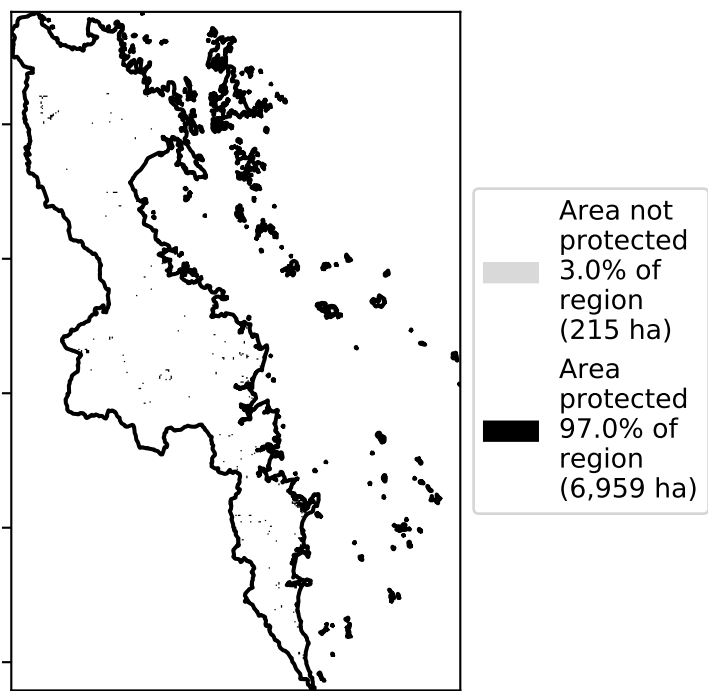 Area not
protected
3.0% of
region
(215 ha)
Area
protected
97.0% of
region
(6,959 ha)